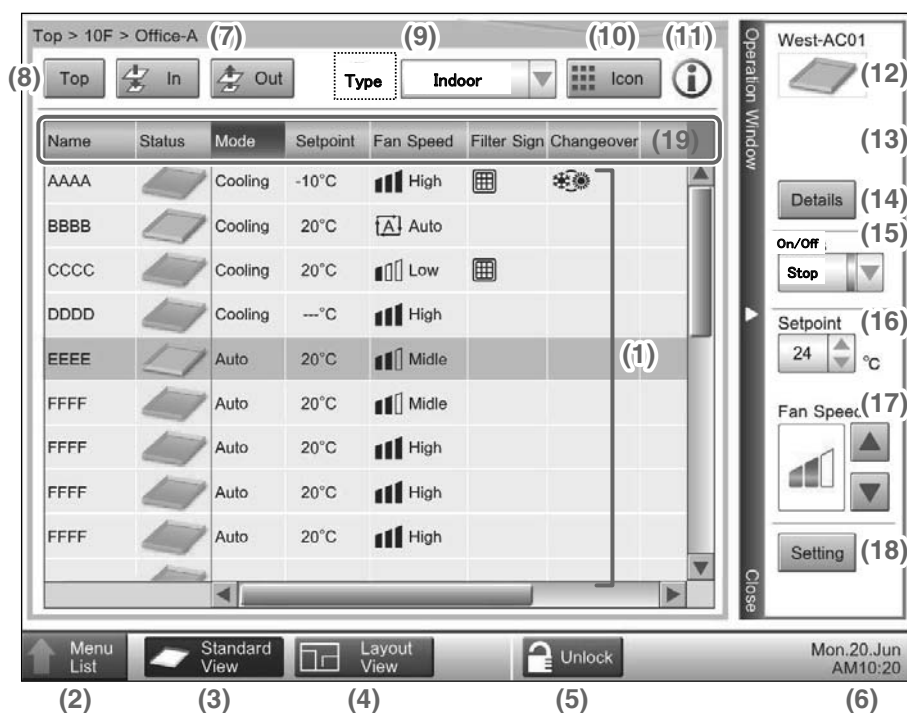 Top > 10F > Office-A (7) (9) (10) (11)
(8) Top In Out Type Indoor Icon
Name Status Mode Setpoint Fan Speed Filter Sign Changeover (19)
AAAA Cooling -10°C High
BBBB Cooling 20°C A Auto
CCCC Cooling 20°C Low
DDDD Cooling ---°C High
EEEE Auto 20°C Midle (1)
FFFF Auto 20°C Midle
FFFF Auto 20°C High
FFFF Auto 20°C High
FFFF Auto 20°C High
Operation Window
Close
West-AC01
(12)
(13)
Details (14)
On/Off (15)
Stop
Setpoint (16)
24 °C
Fan Speed (17)
Setting (18)
Menu List Standard View Layout View Unlock Mon.20.Jun
AM10:20
(2) (3) (4) (5) (6)